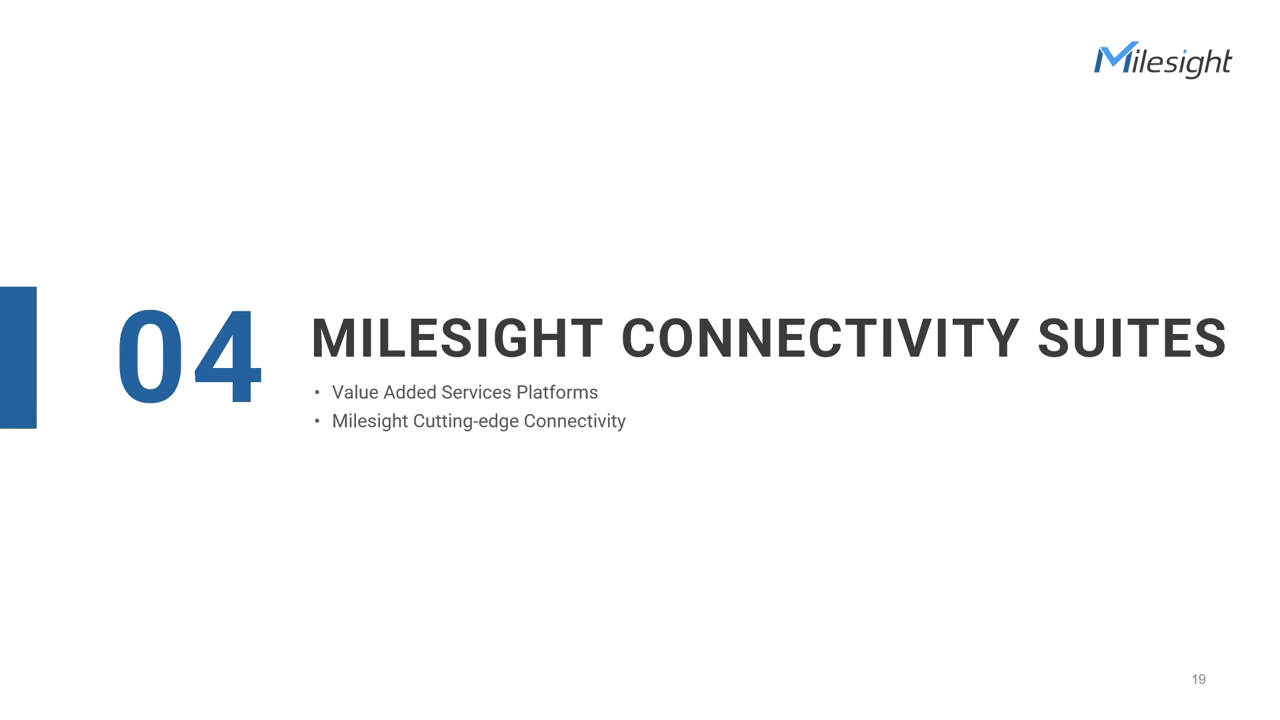 Milesight
04
MILESIGHT CONNECTIVITY SUITES
• Value Added Services Platforms
• Milesight Cutting-edge Connectivity
19